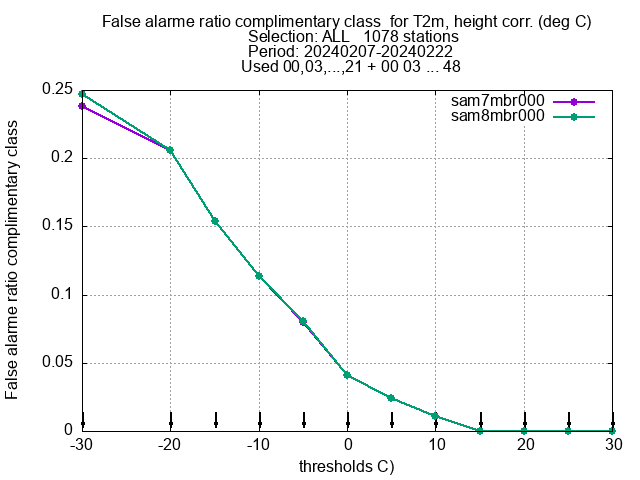 False alarme ratio complimentary class  for T2m, height corr. (deg C)
Selection: ALL   1078 stations
Period: 20240207-20240222
Used 00,03,...,21 + 00 03 ... 48
sam7mbr000
sam8mbr000
0.25
0.2
0.15
0.1
0.05
0
False alarme ratio complimentary class
-30 -20 -10 0 10 20 30
thresholds C)